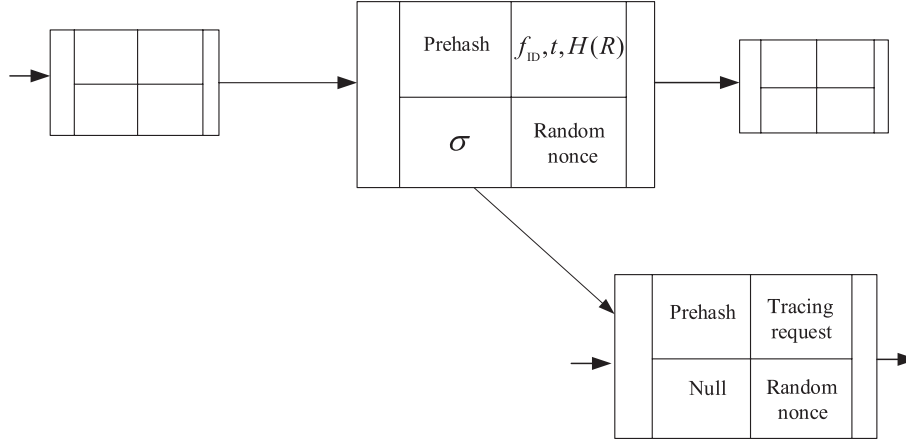 Prehash
f_ID, t, H(R)
σ
Random
nonce
Prehash
Tracing
request
Null
Random
nonce